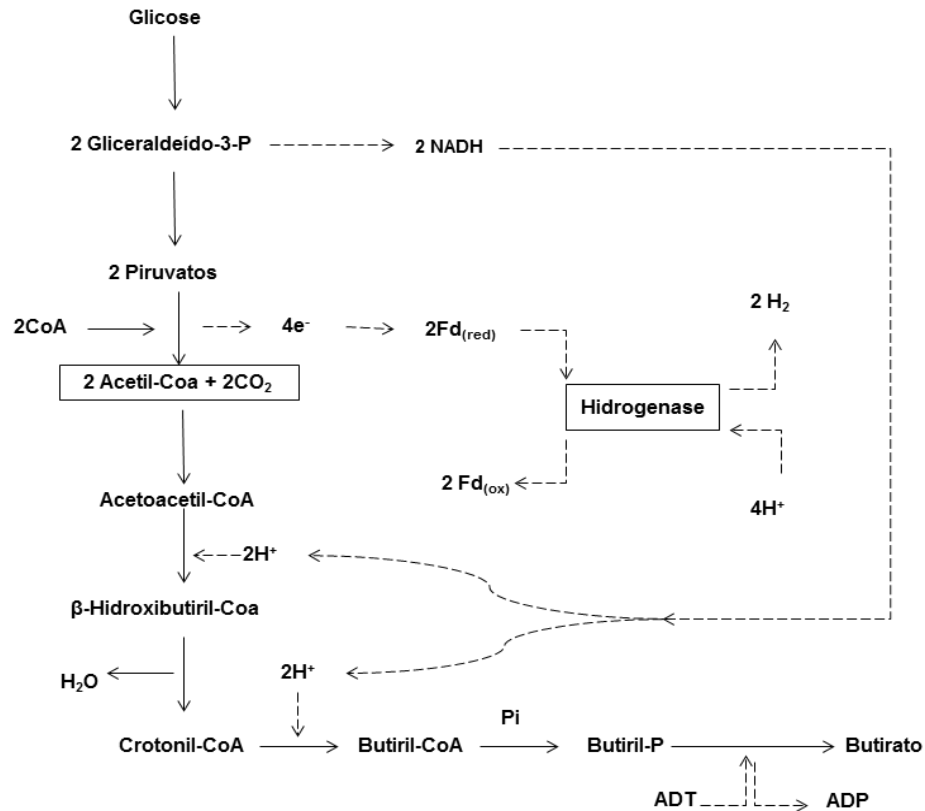 Glicose
2 Gliceraldeído-3-P
2 NADH
2 Piruvatos
2 H₂
2CoA
4e⁻
2Fd(red)
2 Acetil-Coa + 2CO₂
Hidrogenase
2 Fd(ox)
Acetoacetil-CoA
4H⁺
2H⁺
β-Hidroxibutiril-Coa
H₂O
2H⁺
Pi
Crotonil-CoA
Butiril-CoA
Butiril-P
Butirato
ADT
ADP